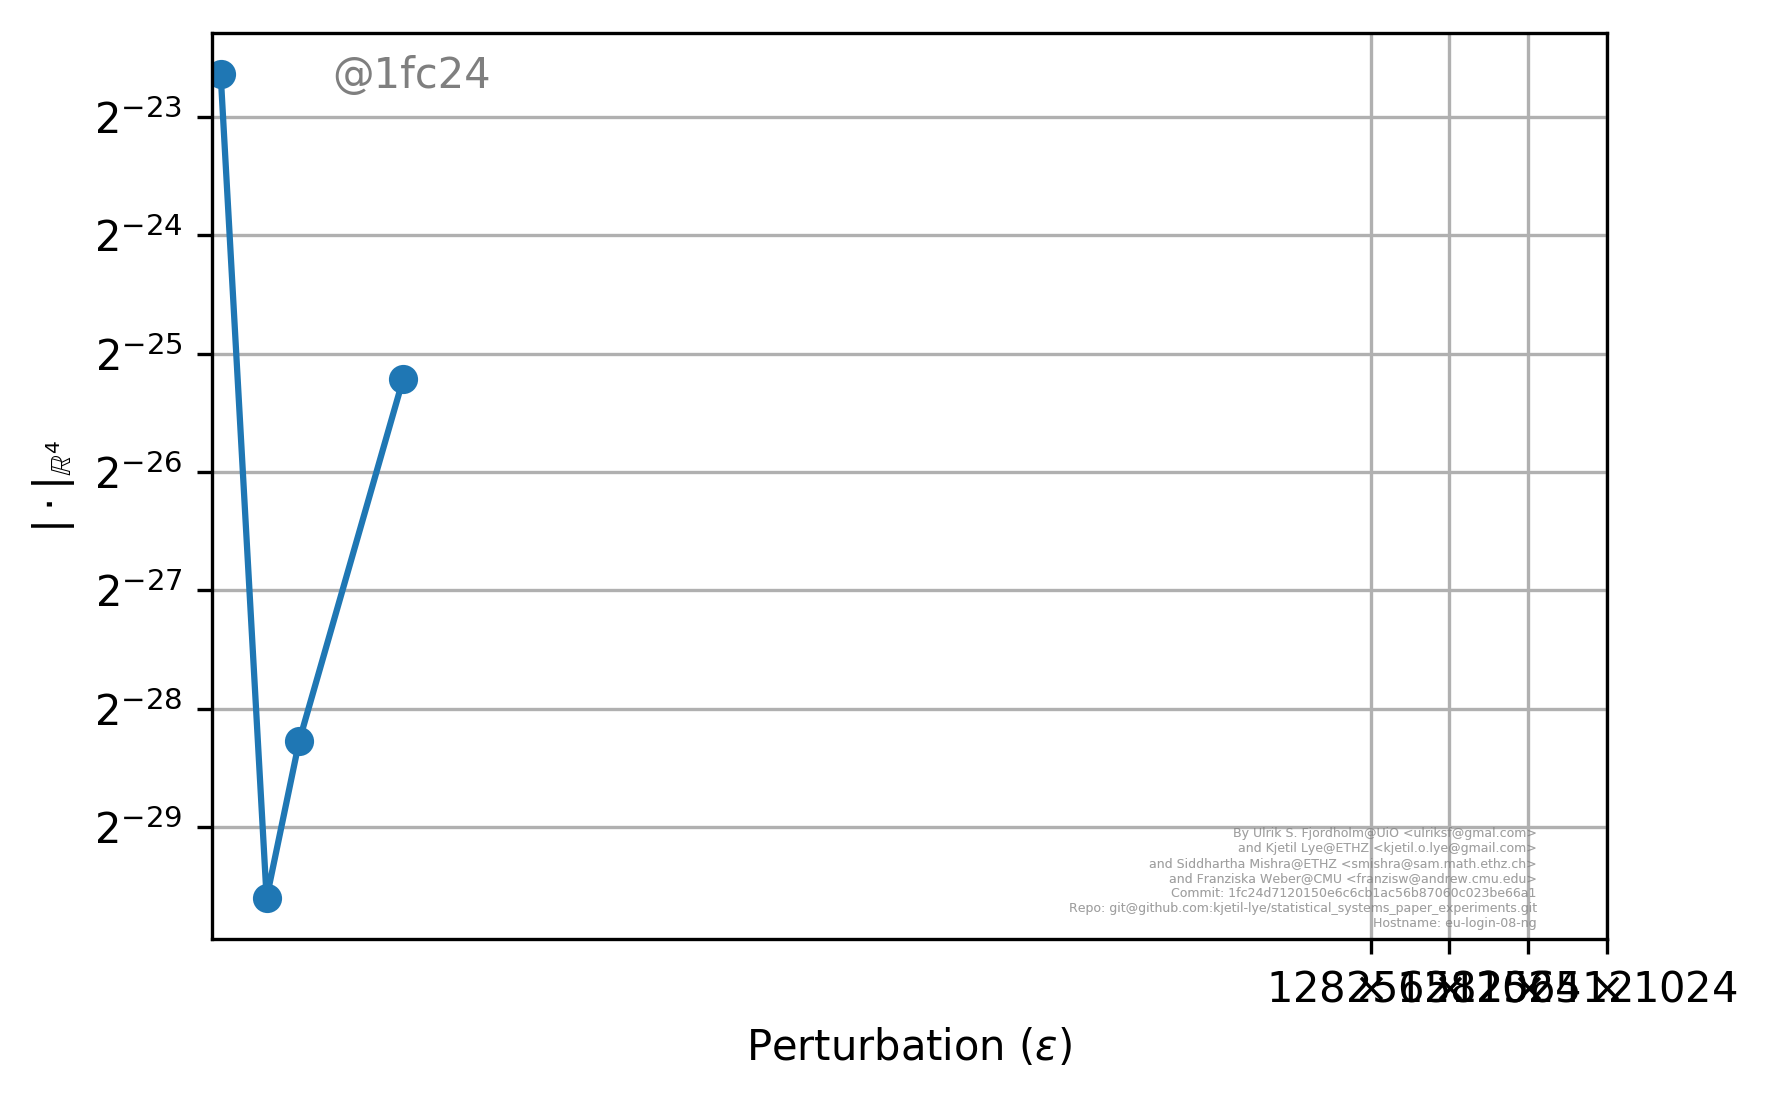 @1fc24
2⁻²³
2⁻²⁴
2⁻²⁵
2⁻²⁶
2⁻²⁷
2⁻²⁸
2⁻²⁹
|·|ℝ⁴
By Ulrik S. Fjordholm@UiO <ulriksf@gmal.com>
and Kjetil Lye@ETHZ <kjetil.o.lye@gmail.com>
and Siddhartha Mishra@ETHZ <smishra@sam.math.ethz.ch>
and Franziska Weber@CMU <franzisw@andrew.cmu.edu>
Commit: 1fc24d7120150e6c6cb1ac56b87060c023be66a1
Repo: git@github.com:kjetil-lye/statistical_systems_paper_experiments.git
Hostname: eu-login-08-ng
Perturbation (ε)